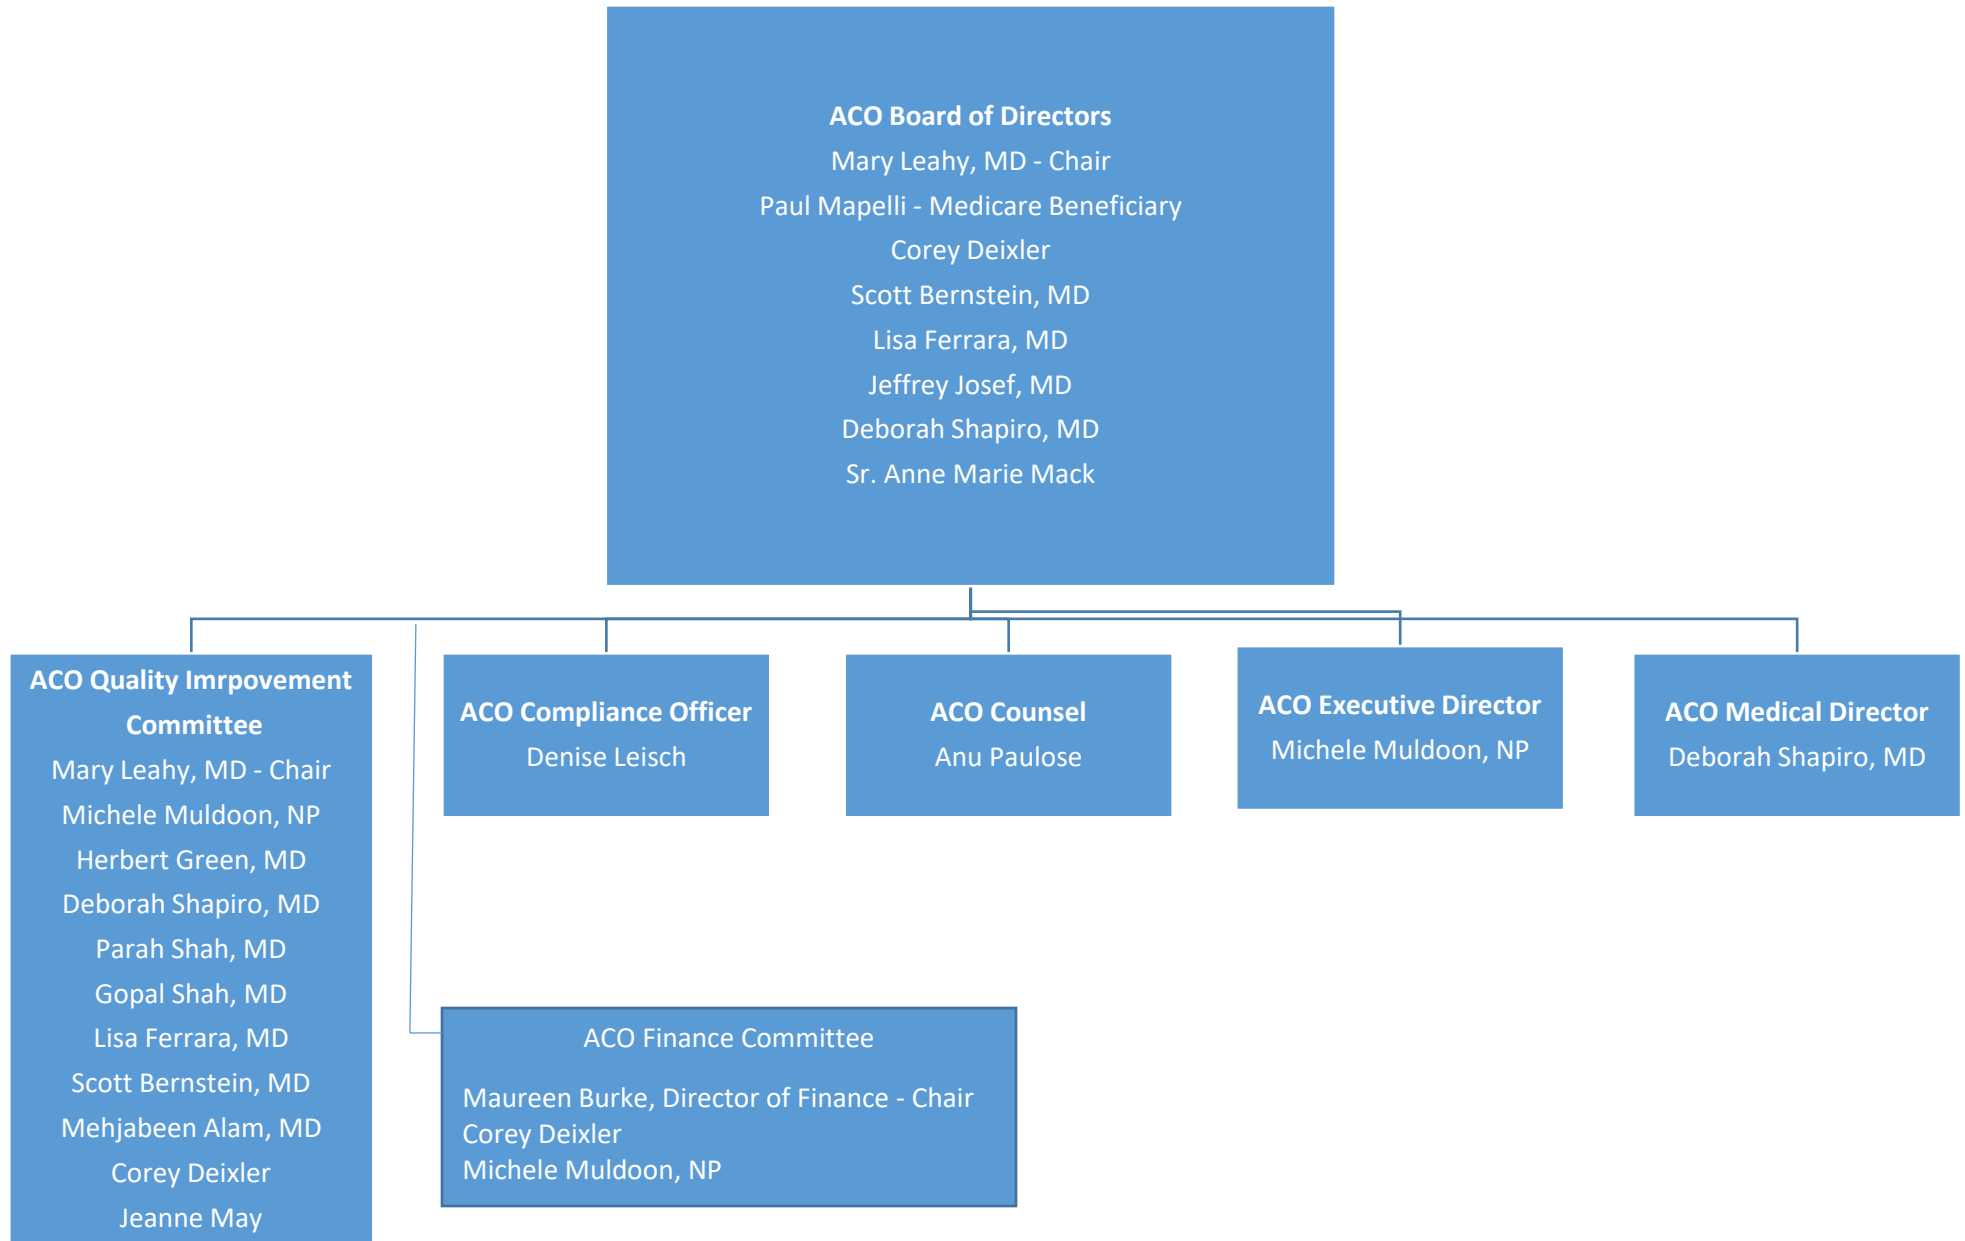 ACO Board of Directors
Mary Leahy, MD - Chair
Paul Mapelli - Medicare Beneficiary
Corey Deixler
Scott Bernstein, MD
Lisa Ferrara, MD
Jeffrey Josef, MD
Deborah Shapiro, MD
Sr. Anne Marie Mack
ACO Quality Imrpovement
Committee
Mary Leahy, MD - Chair
Michele Muldoon, NP
Herbert Green, MD
Deborah Shapiro, MD
Parah Shah, MD
Gopal Shah, MD
Lisa Ferrara, MD
Scott Bernstein, MD
Mehjabeen Alam, MD
Corey Deixler
Jeanne May
ACO Compliance Officer
Denise Leisch
ACO Counsel
Anu Paulose
ACO Executive Director
Michele Muldoon, NP
ACO Medical Director
Deborah Shapiro, MD
ACO Finance Committee
Maureen Burke, Director of Finance - Chair
Corey Deixler
Michele Muldoon, NP